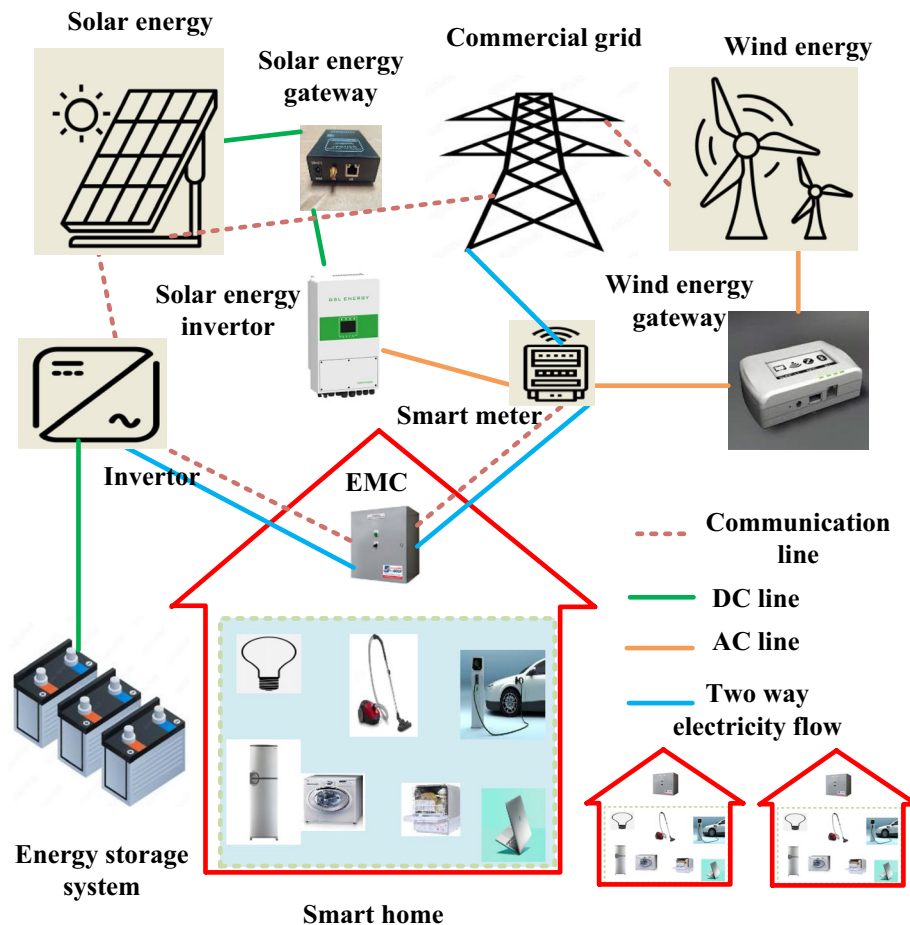 Solar energy
Solar energy
gateway
Commercial grid
Wind energy
GSL ENERGY
Solar energy
invertor
Wind energy
gateway
Smart meter
Invertor
EMC
Communication
line
DC line
AC line
Two way
electricity flow
Energy storage
system
Smart home